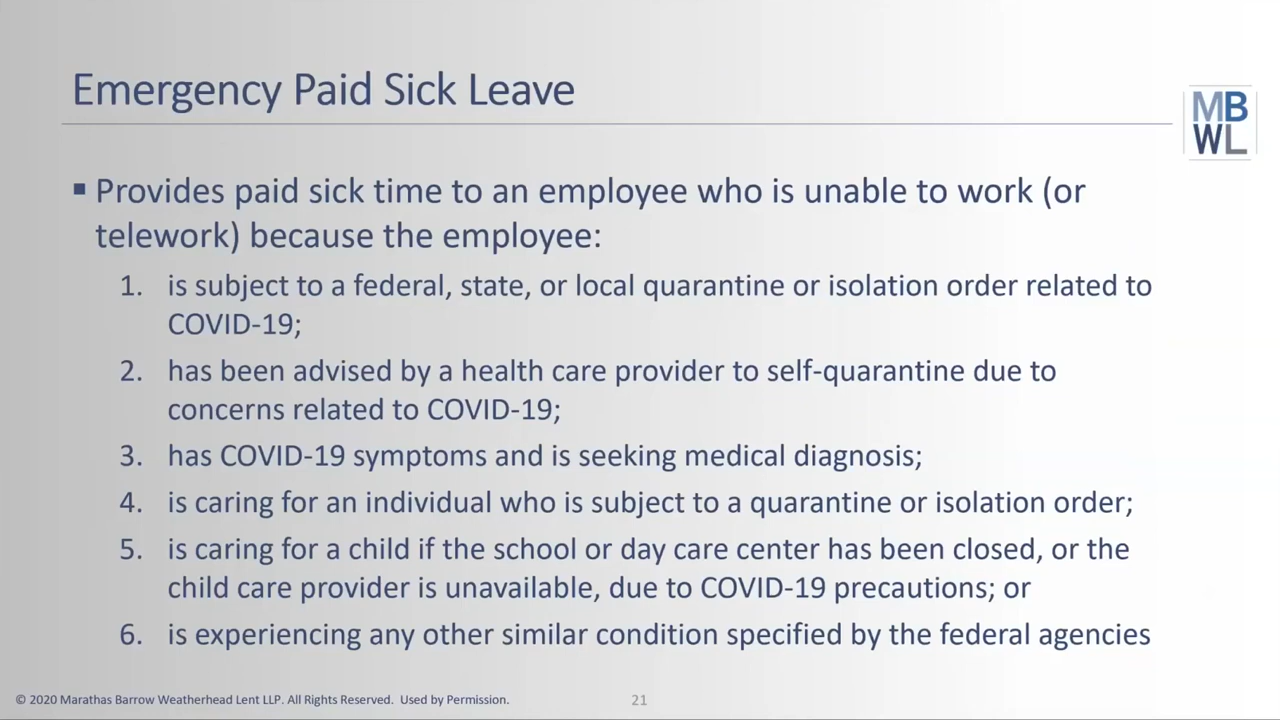 Emergency Paid Sick Leave
MB
WL
▪ Provides paid sick time to an employee who is unable to work (or
telework) because the employee:
1. is subject to a federal, state, or local quarantine or isolation order related to
COVID-19;
2. has been advised by a health care provider to self-quarantine due to
concerns related to COVID-19;
3. has COVID-19 symptoms and is seeking medical diagnosis;
4. is caring for an individual who is subject to a quarantine or isolation order;
5. is caring for a child if the school or day care center has been closed, or the
child care provider is unavailable, due to COVID-19 precautions; or
6. is experiencing any other similar condition specified by the federal agencies
© 2020 Marathas Barrow Weatherhead Lent LLP. All Rights Reserved. Used by Permission.
21